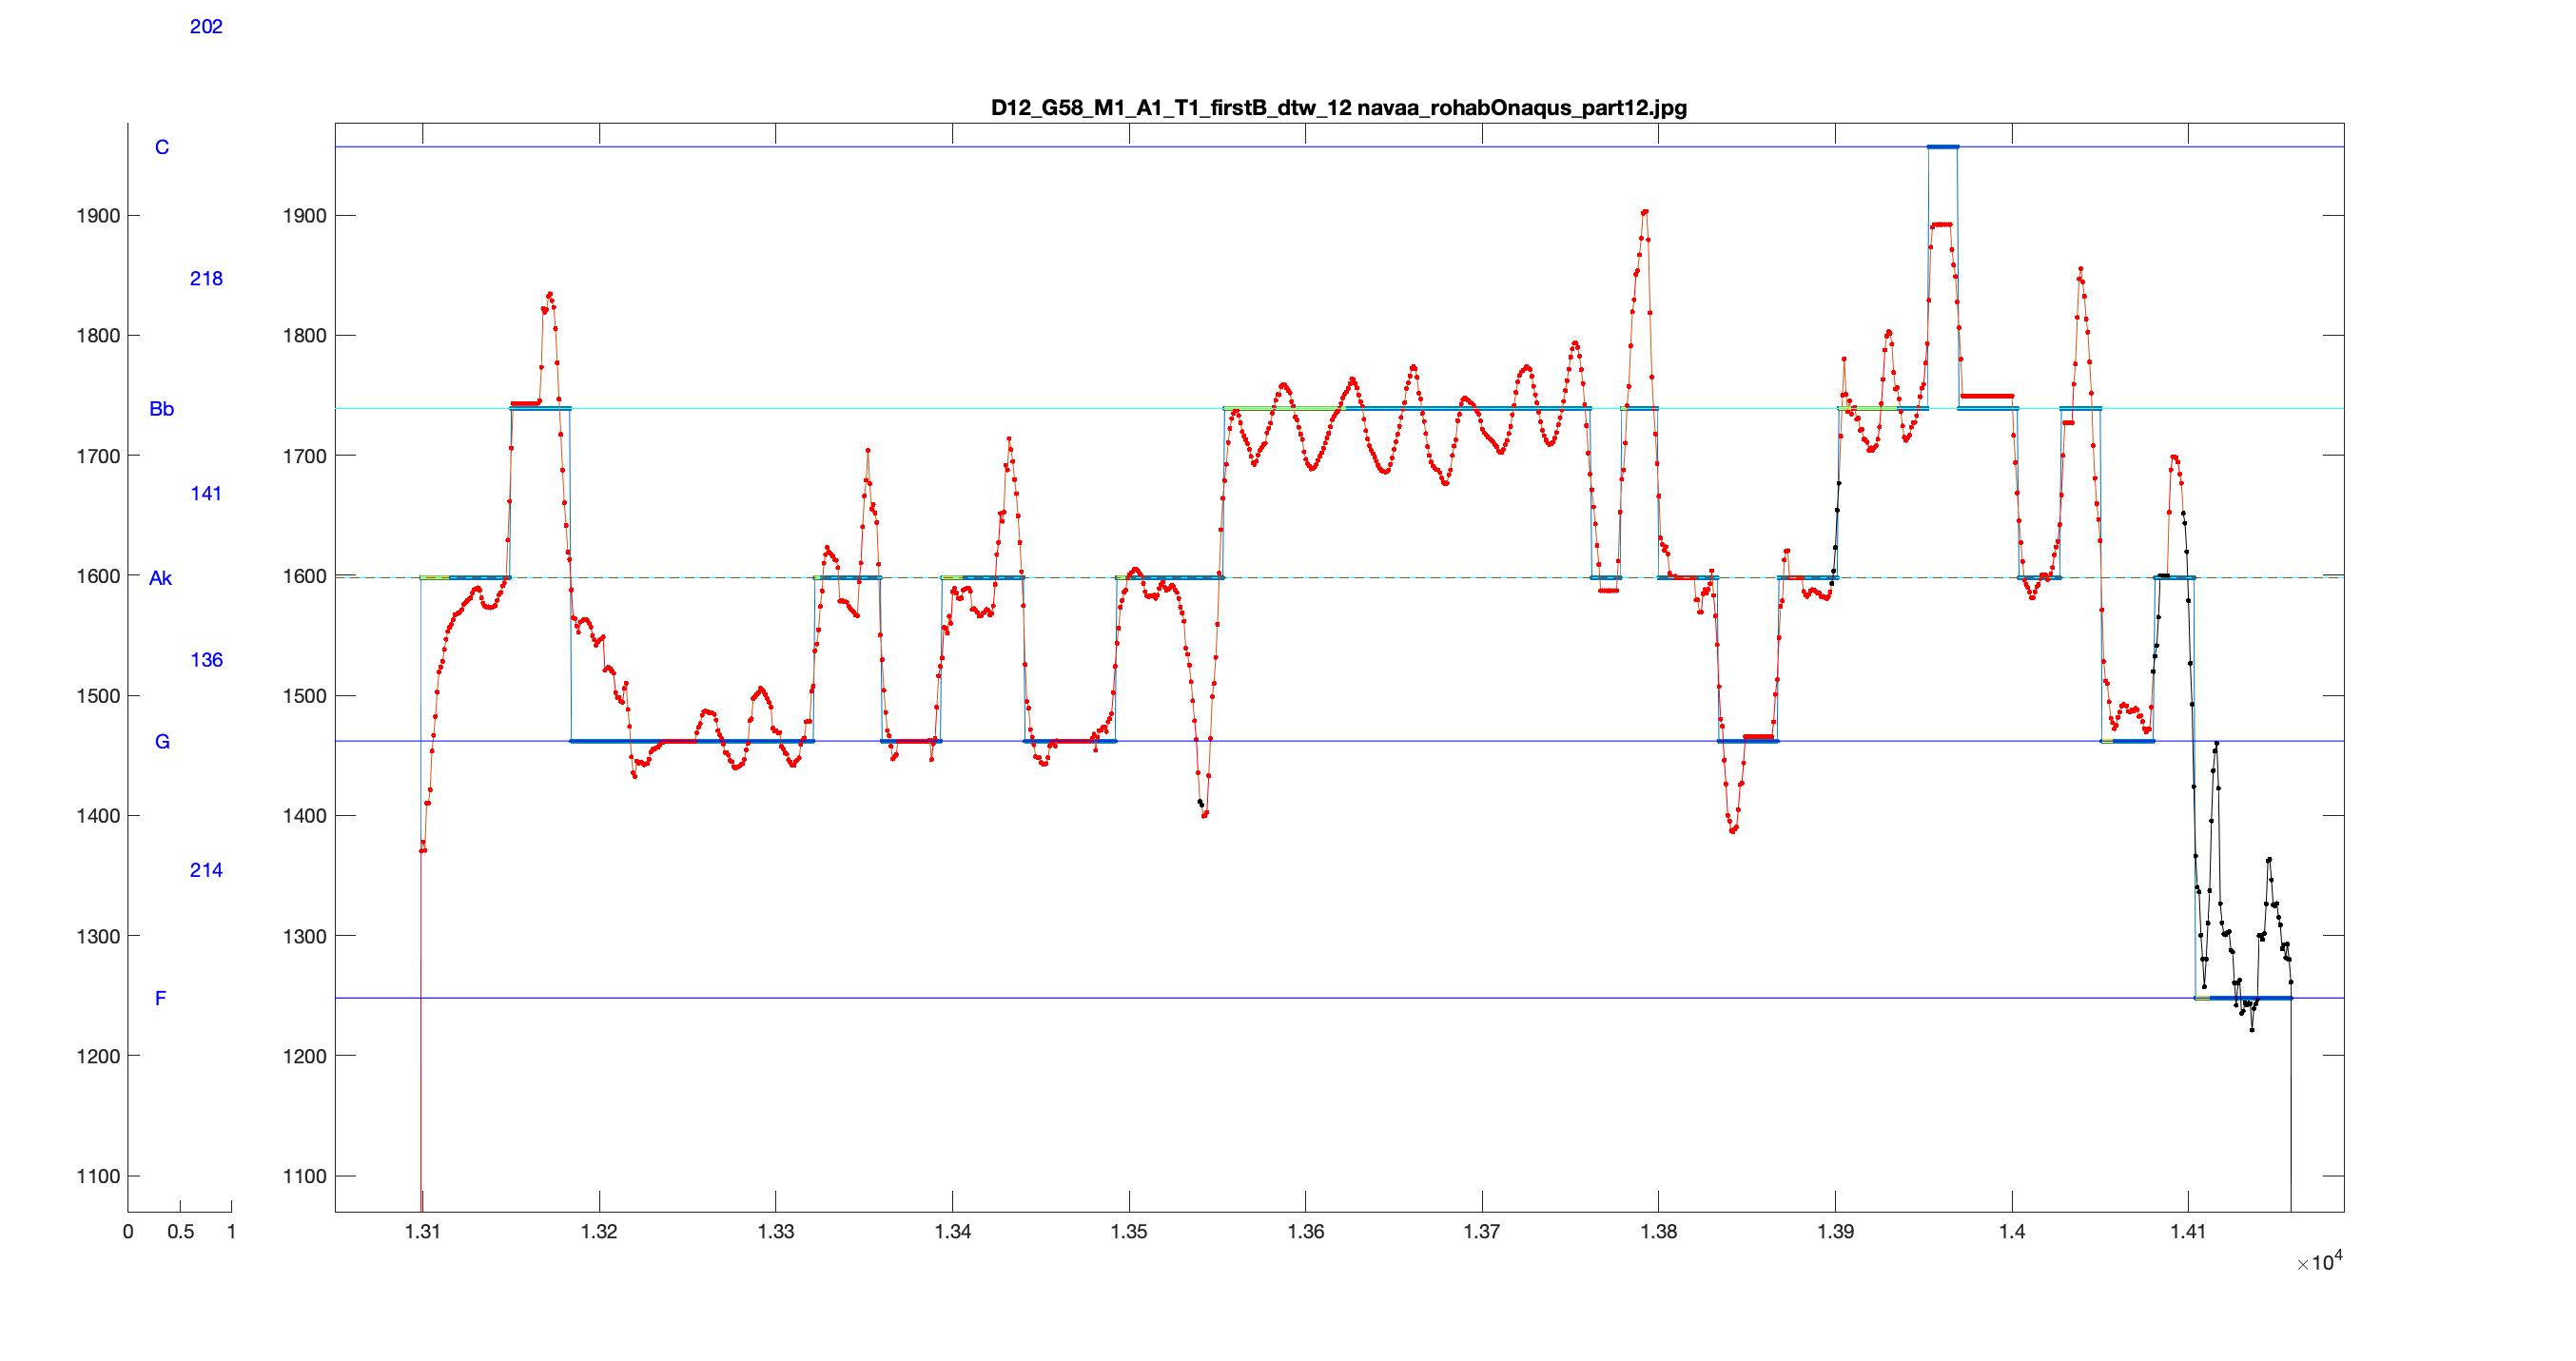 202
D12_G58_M1_A1_T1_firstB_dtw_12 navaa_rohabOnaqus_part12.jpg
C
1900 1900
218
1800 1800
Bb
1700 1700
141
1600 Ak 1600
136
1500 1500
G
1400 1400
214
1300 1300
F
1200 1200
1100 1100
0 0.5 1 1.31 1.32 1.33 1.34 1.35 1.36 1.37 1.38 1.39 1.4 1.41
×10⁴